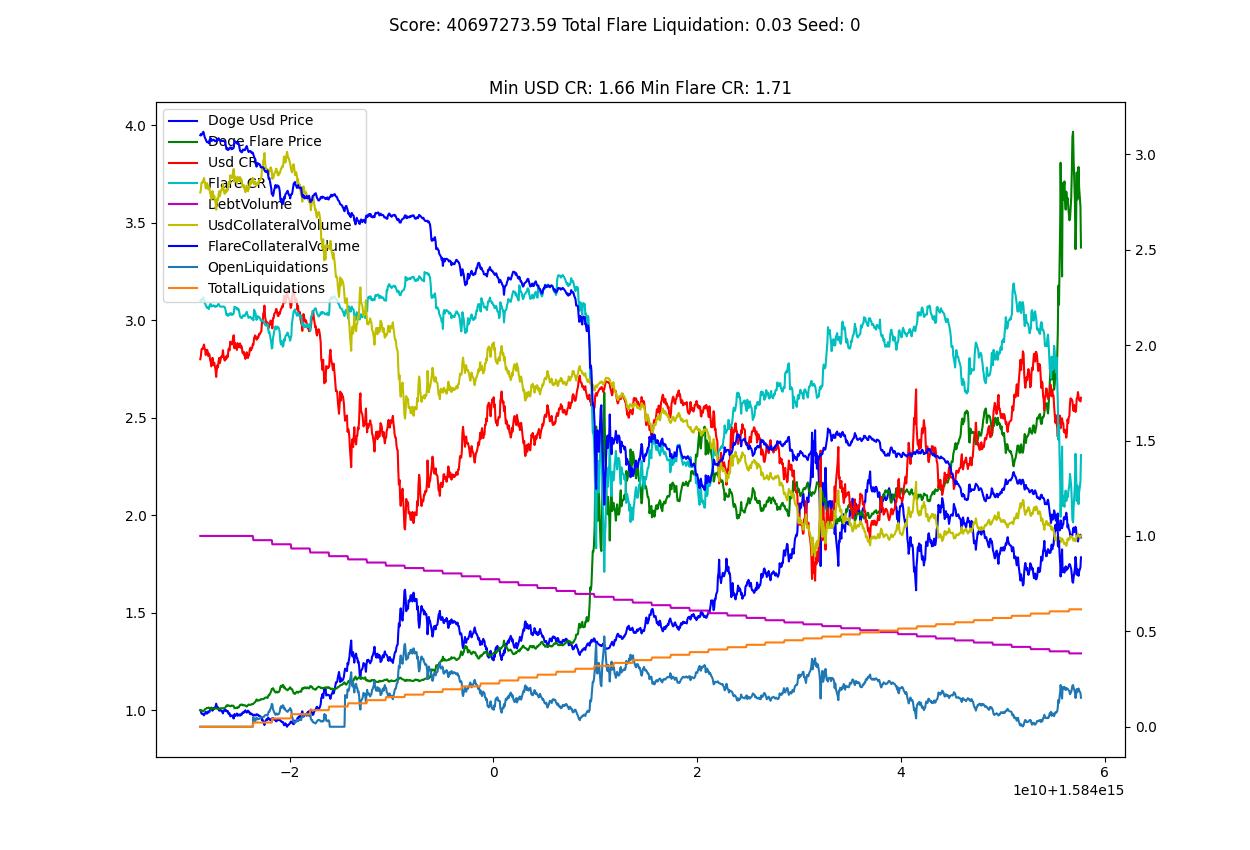 Score: 40697273.59 Total Flare Liquidation: 0.03 Seed: 0
Min USD CR: 1.66 Min Flare CR: 1.71
Doge Usd Price
Doge Flare Price
Usd CR
Flare CR
DebtVolume
UsdCollateralVolume
FlareCollateralVolume
OpenLiquidations
TotalLiquidations
4.0
3.5
3.0
2.5
2.0
1.5
1.0
3.0
2.5
2.0
1.5
1.0
0.5
0.0
−2 0 2 4 6
1e10+1.584e15